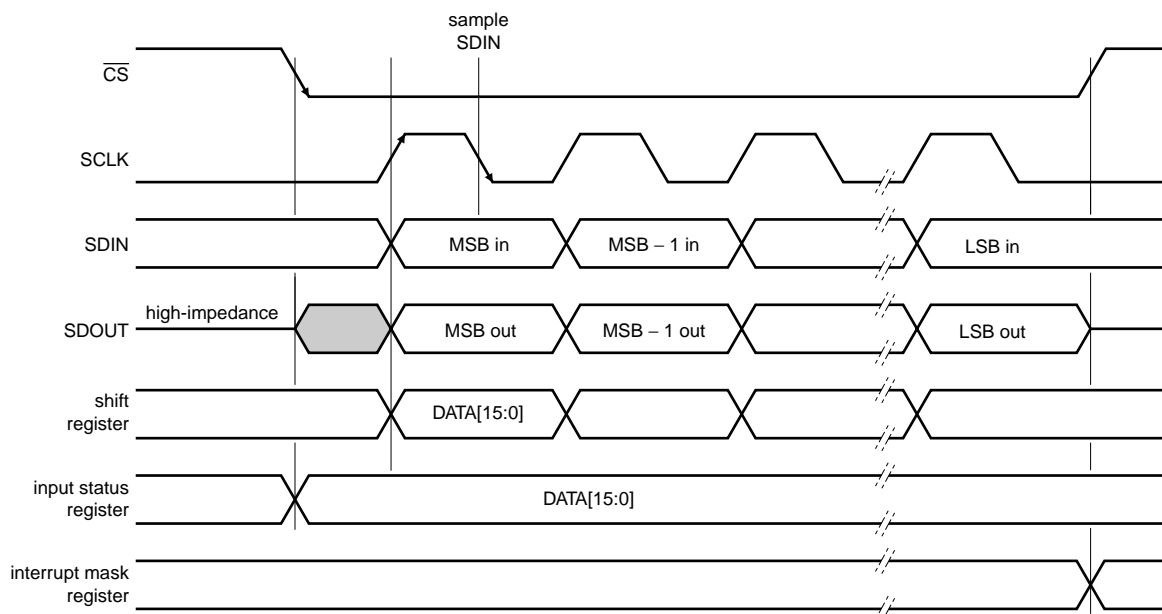 sample
SDIN
CS
SCLK
SDIN
MSB in
MSB − 1 in
LSB in
high-impedance
SDOUT
MSB out
MSB − 1 out
LSB out
shift
register
DATA[15:0]
input status
register
DATA[15:0]
interrupt mask
register